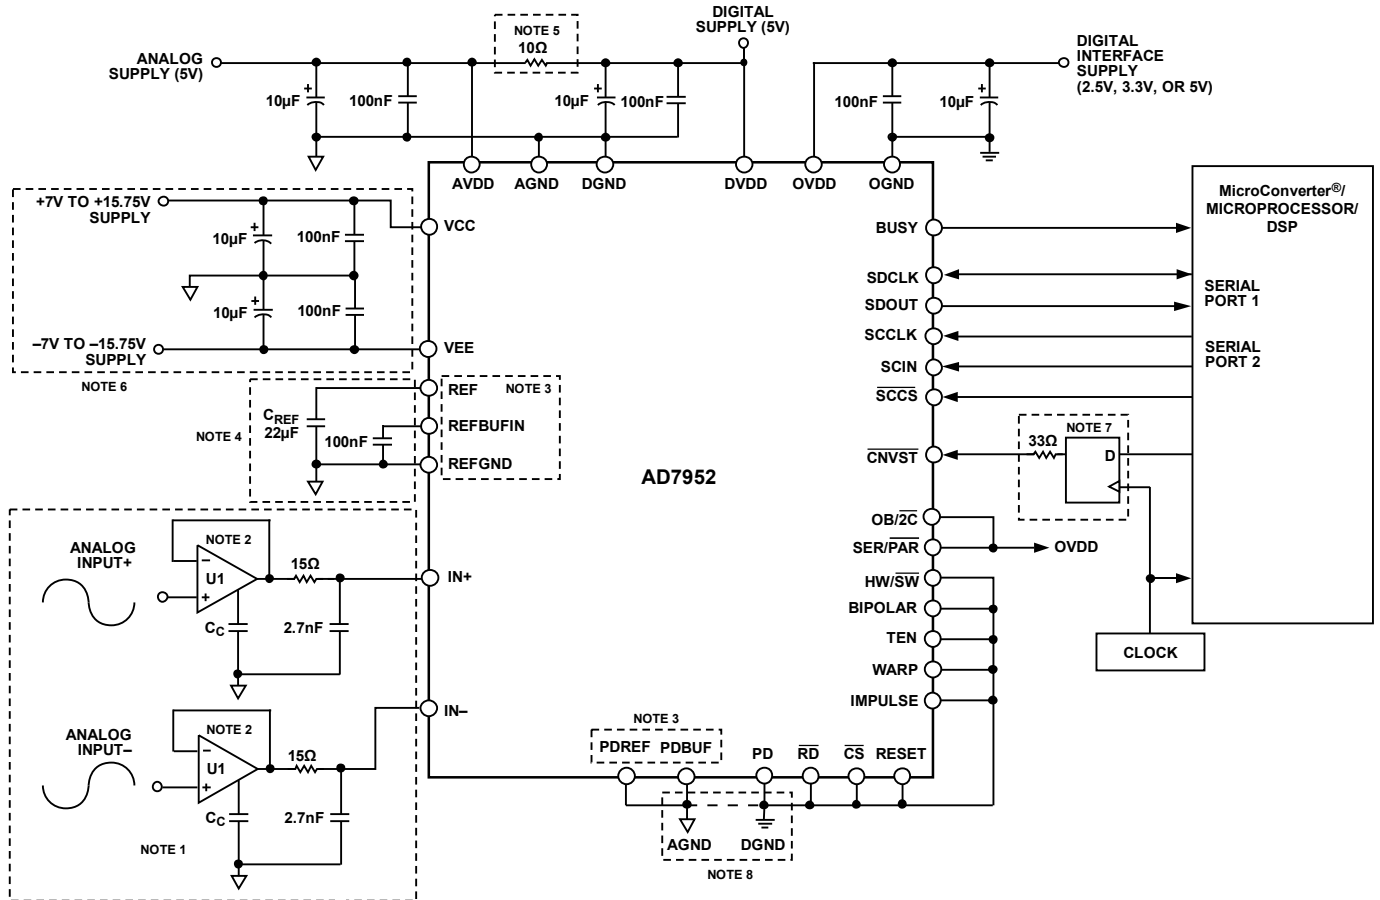 ANALOG
SUPPLY (5V)
NOTE 5
10Ω
DIGITAL
SUPPLY (5V)
DIGITAL
INTERFACE
SUPPLY
(2.5V, 3.3V, OR 5V)
10µF
+
100nF
10µF
+
100nF
100nF
10µF
+
AVDD
AGND
DGND
DVDD
OVDD
OGND
+7V TO +15.75V
SUPPLY
10µF
+
100nF
10µF
+
100nF
–7V TO –15.75V
SUPPLY
NOTE 6
VCC
VEE
NOTE 4
CREF
22µF
100nF
REF
NOTE 3
REFBUFIN
REFGND
AD7952
ANALOG
INPUT+
NOTE 2
–
U1
+
15Ω
CC
2.7nF
IN+
ANALOG
INPUT–
NOTE 2
–
U1
+
15Ω
CC
2.7nF
IN–
NOTE 1
BUSY
SDCLK
SDOUT
SCCLK
SCIN
SCCS
CNVST
OB/2C
SER/PAR
OVDD
HW/SW
BIPOLAR
TEN
WARP
IMPULSE
MicroConverter®/
MICROPROCESSOR/
DSP
SERIAL
PORT 1
SERIAL
PORT 2
NOTE 7
33Ω
D
CLOCK
NOTE 3
PDREF
PDBUF
PD
RD
CS
RESET
AGND
DGND
NOTE 8